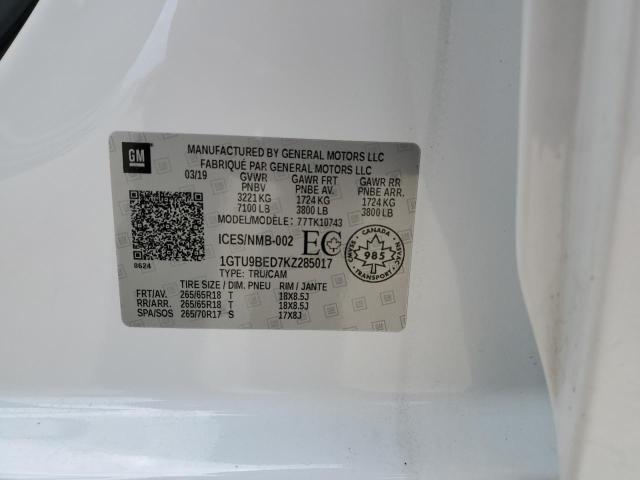 GM
MANUFACTURED BY GENERAL MOTORS LLC
FABRIQUÉ PAR GENERAL MOTORS LLC
03/19 GVWR GAWR FRT GAWR RR
PNBV PNBE AV. PNBE ARR.
3221 KG 1724 KG 1724 KG
7100 LB 3800 LB 3800 LB
MODEL/MODÈLE: 77TK10743
ICES/NMB-002 EC
CANADA 985 NSVAC
8624
1GTU9BED7KZ285017
TYPE: TRU/CAM
TIRE SIZE / DIM. PNEU RIM / JANTE
FRT/AV. 265/65R18 T 18X8.5J
RR/ARR. 265/65R18 T 18X8.5J
SPA/SOS 265/70R17 S 17X8J